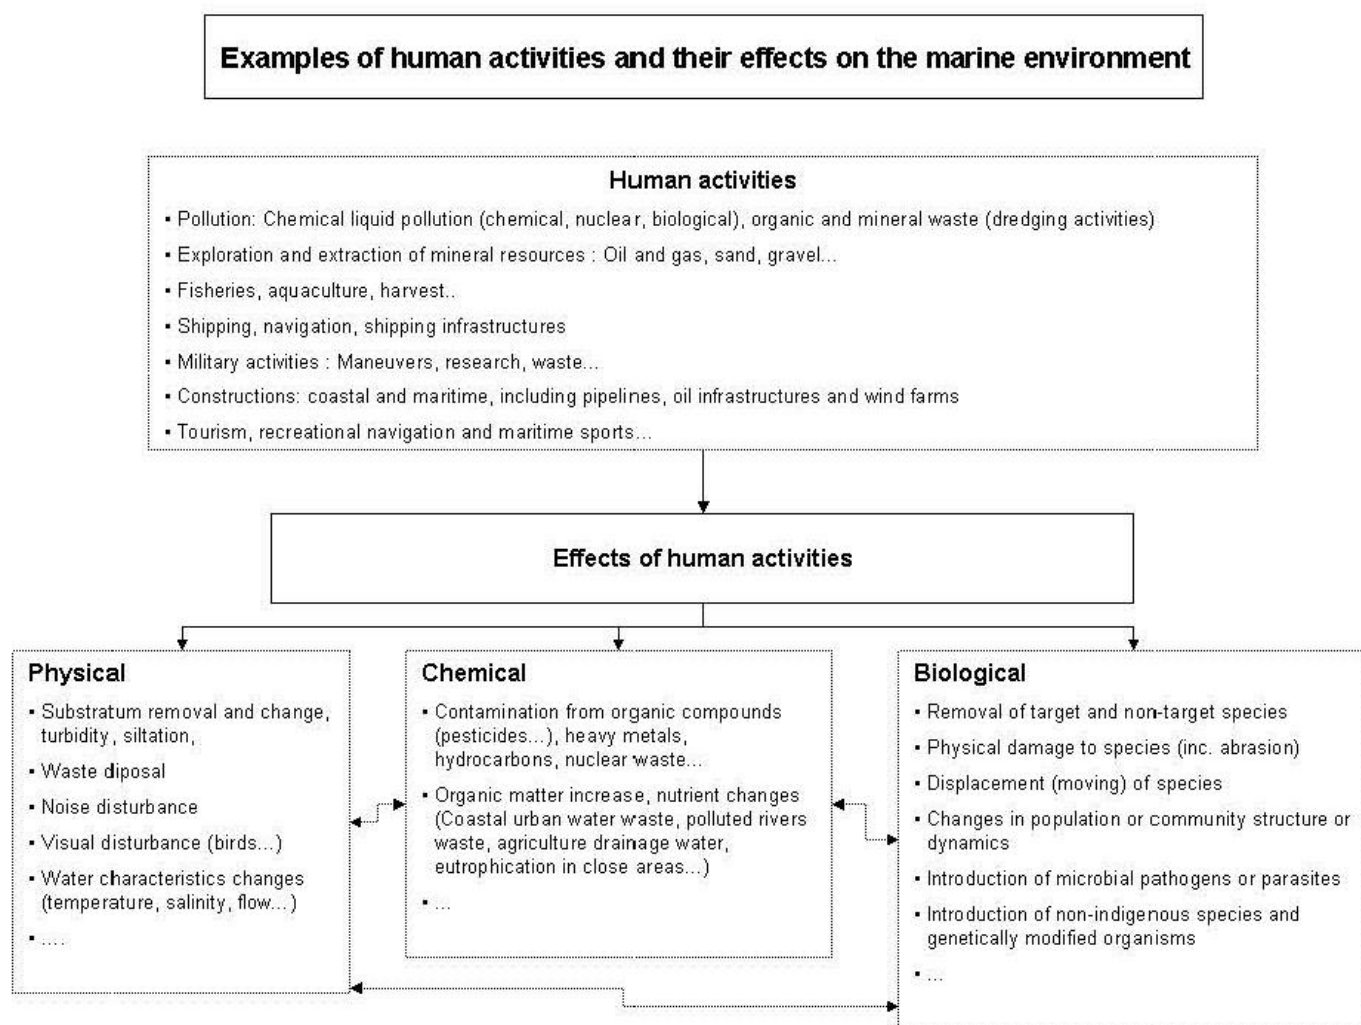 Examples of human activities and their effects on the marine environment
Human activities
▪ Pollution: Chemical liquid pollution (chemical, nuclear, biological), organic and mineral waste (dredging activities)
▪ Exploration and extraction of mineral resources : Oil and gas, sand, gravel...
▪ Fisheries, aquaculture, harvest..
▪ Shipping, navigation, shipping infrastructures
▪ Military activities : Maneuvers, research, waste...
▪ Constructions: coastal and maritime, including pipelines, oil infrastructures and wind farms
▪ Tourism, recreational navigation and maritime sports...
Effects of human activities
Physical
▪ Substratum removal and change,
turbidity, siltation,
▪ Waste diposal
▪ Noise disturbance
▪ Visual disturbance (birds...)
▪ Water characteristics changes
(temperature, salinity, flow...)
▪ ....
Chemical
▪ Contamination from organic compounds
(pesticides...), heavy metals,
hydrocarbons, nuclear waste...
▪ Organic matter increase, nutrient changes
(Coastal urban water waste, polluted rivers
waste, agriculture drainage water,
eutrophication in close areas...)
▪ ...
Biological
▪ Removal of target and non-target species
▪ Physical damage to species (inc. abrasion)
▪ Displacement (moving) of species
▪ Changes in population or community structure or
dynamics
▪ Introduction of microbial pathogens or parasites
▪ Introduction of non-indigenous species and
genetically modified organisms
▪ ...